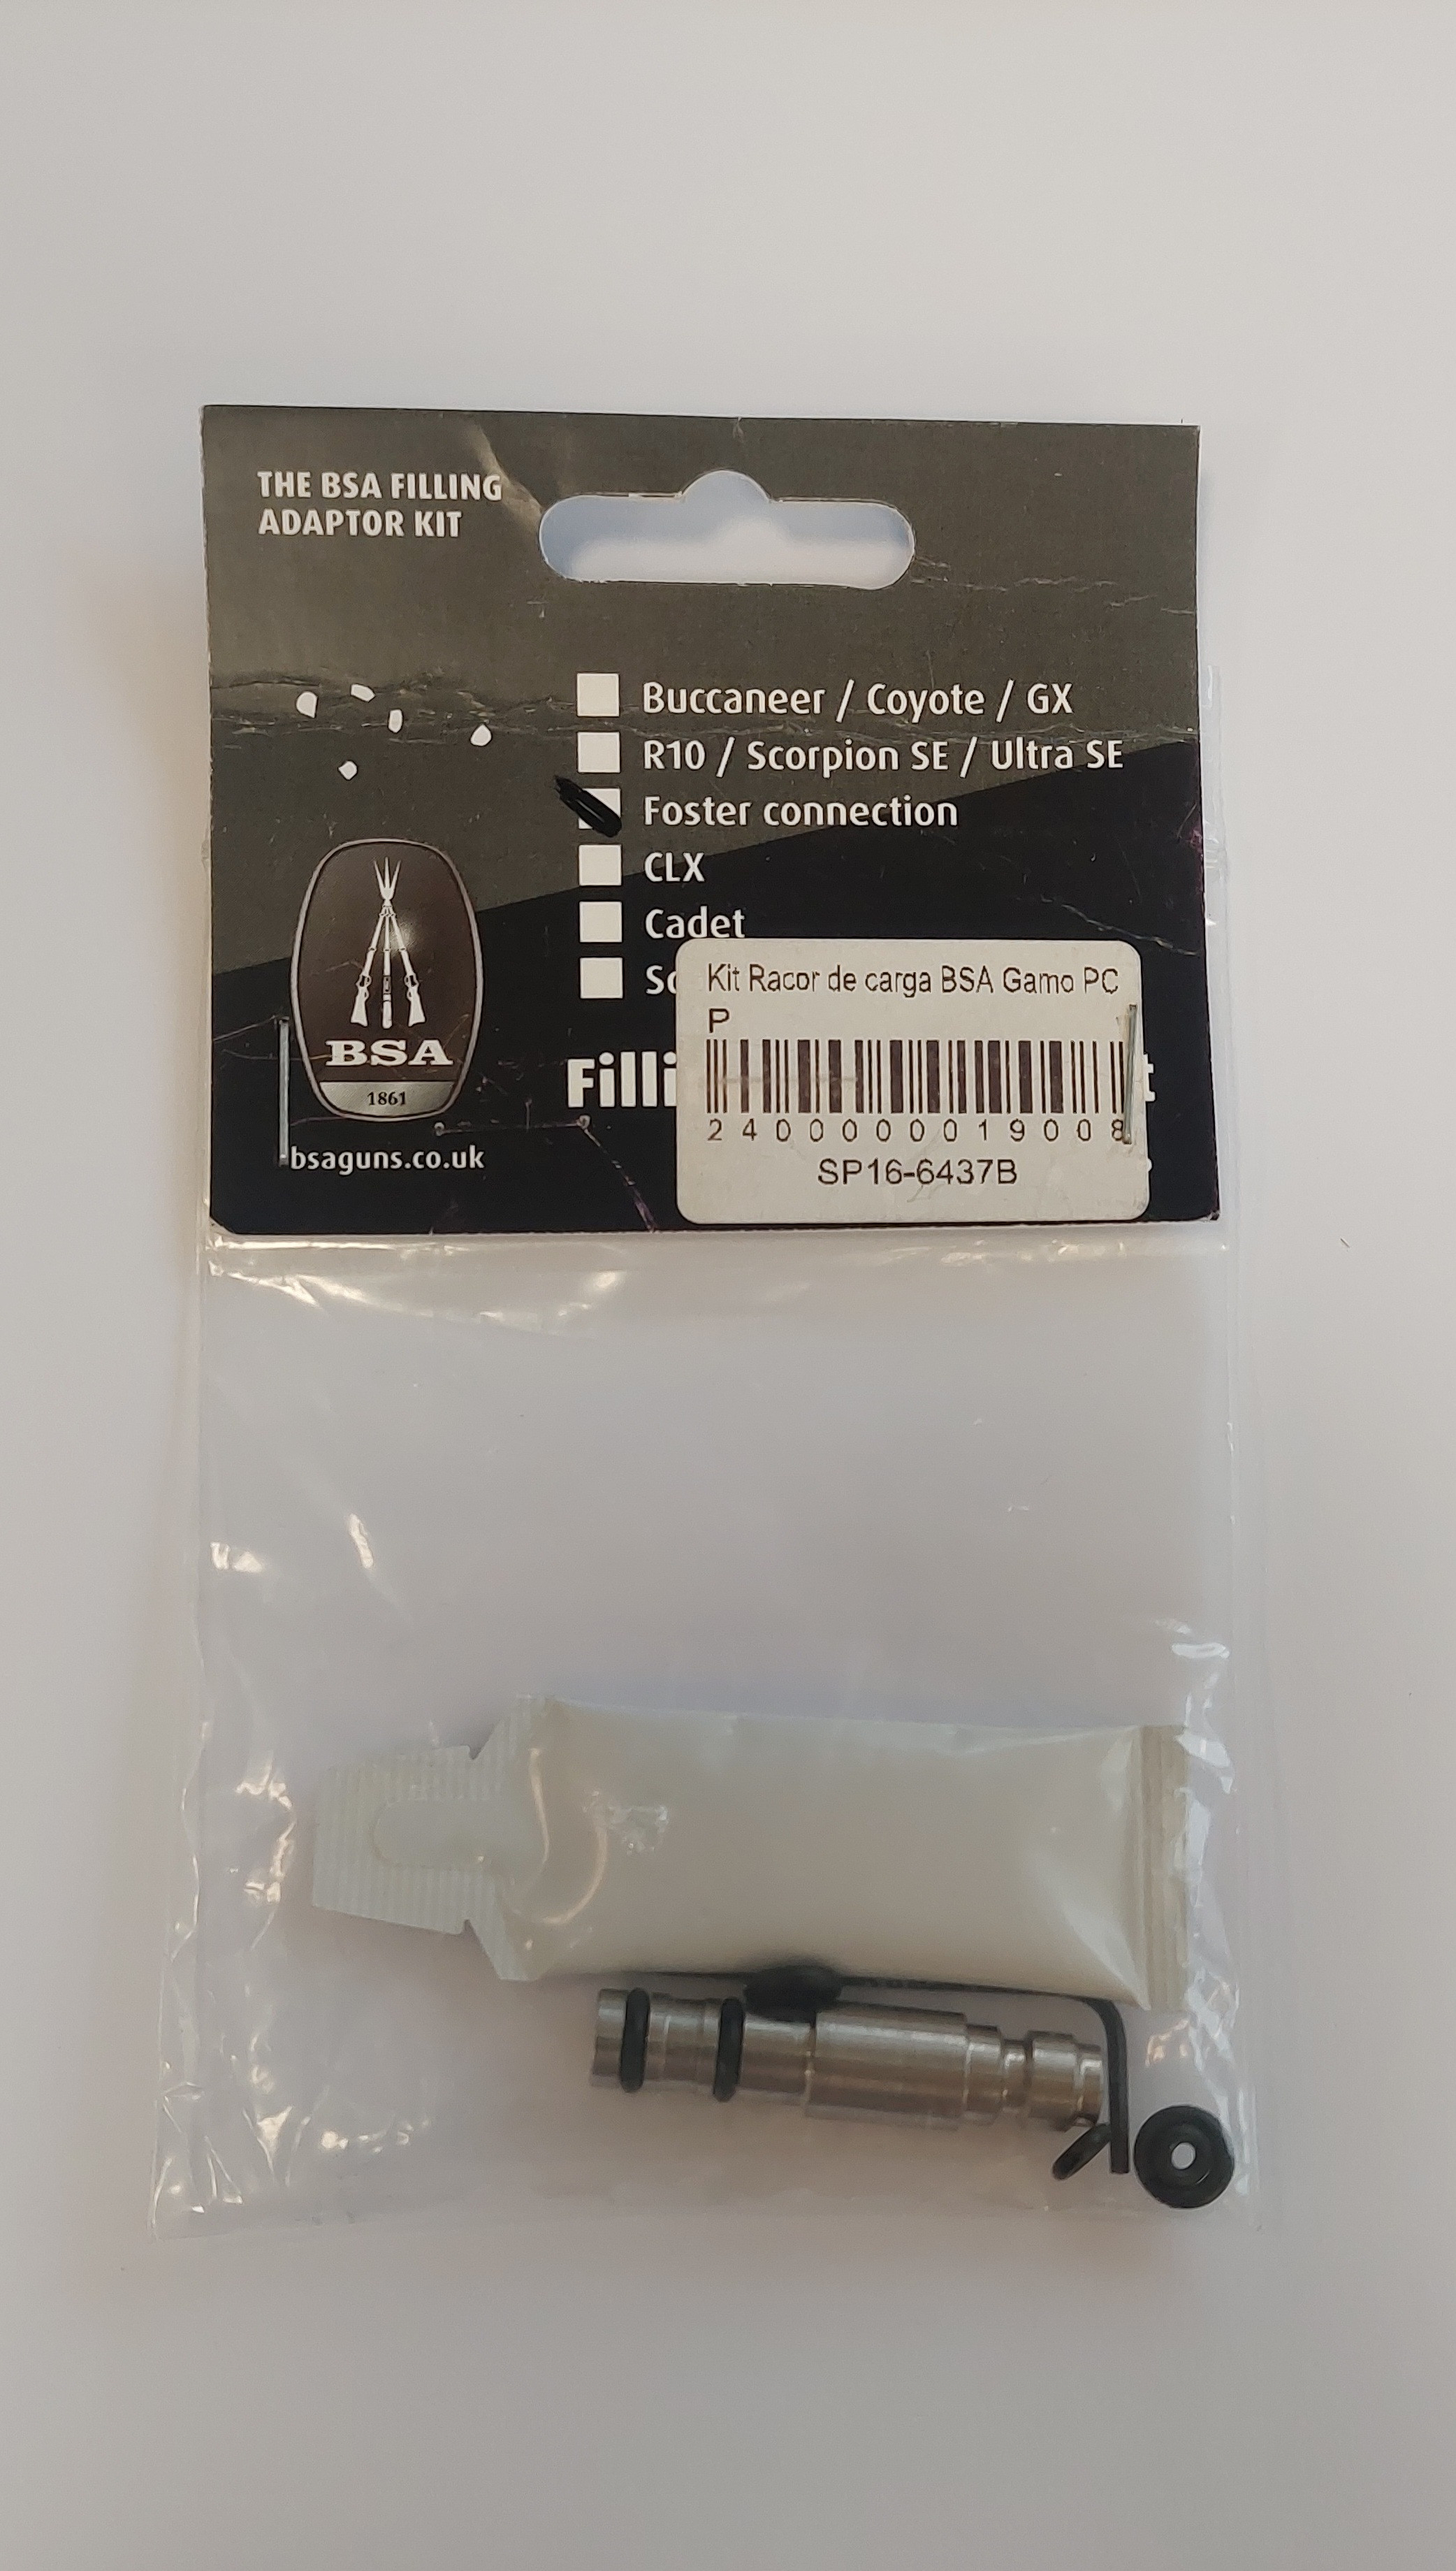 THE BSA FILLING
ADAPTOR KIT
Buccaneer / Coyote / GX
R10 / Scorpion SE / Ultra SE
Foster connection
CLX
Cadet
BSA
1861
bsaguns.co.uk
Kit Racor de carga BSA Gamo PC
P
2400000019008
SP16-6437B